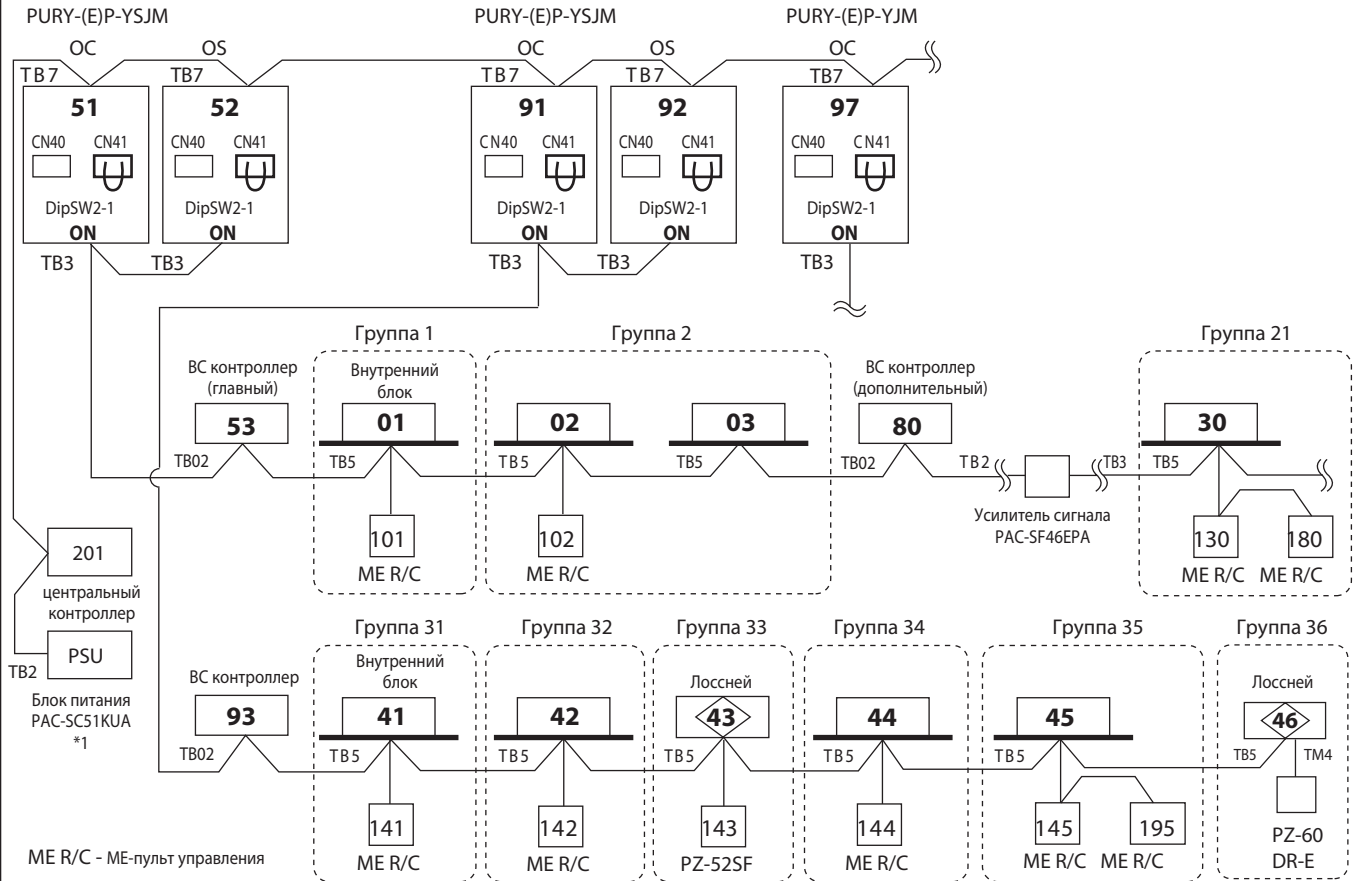 PURY-(E)P-YSJM PURY-(E)P-YSJM PURY-(E)P-YJM
OC OS OC OS OC
TB7 TB7 TB7 TB7 TB7
51 52 91 92 97
CN40 CN41 CN40 CN41 CN40 CN41 CN40 CN41 CN40 CN41
DipSW2-1 DipSW2-1 DipSW2-1 DipSW2-1 DipSW2-1
ON ON ON ON ON
TB3 TB3 TB3 TB3 TB3
Группа 1 Группа 2 Группа 21
BC контроллер
(главный)
Внутренний
блок
BC контроллер
(дополнительный)
53 01 02 03 80 30
TB02 TB5 TB5 TB5 TB02 TB2 TB3 TB5
Усилитель сигнала
PAC-SF46EPA
101 102 130 180
ME R/C ME R/C ME R/C ME R/C
201
центральный
контроллер
PSU
TB2
Блок питания
PAC-SC51KUA
*1
Группа 31 Группа 32 Группа 33 Группа 34 Группа 35 Группа 36
BC контроллер
Внутренний
блок
Лоссней
Лоссней
93 41 42 43 44 45 46
TB02 TB5 TB5 TB5 TB5 TB5 TB5 TM4
141 142 143 144 145 195
ME R/C ME R/C PZ-52SF ME R/C ME R/C ME R/C
PZ-60
DR-E
ME R/C - МЕ-пульт управления